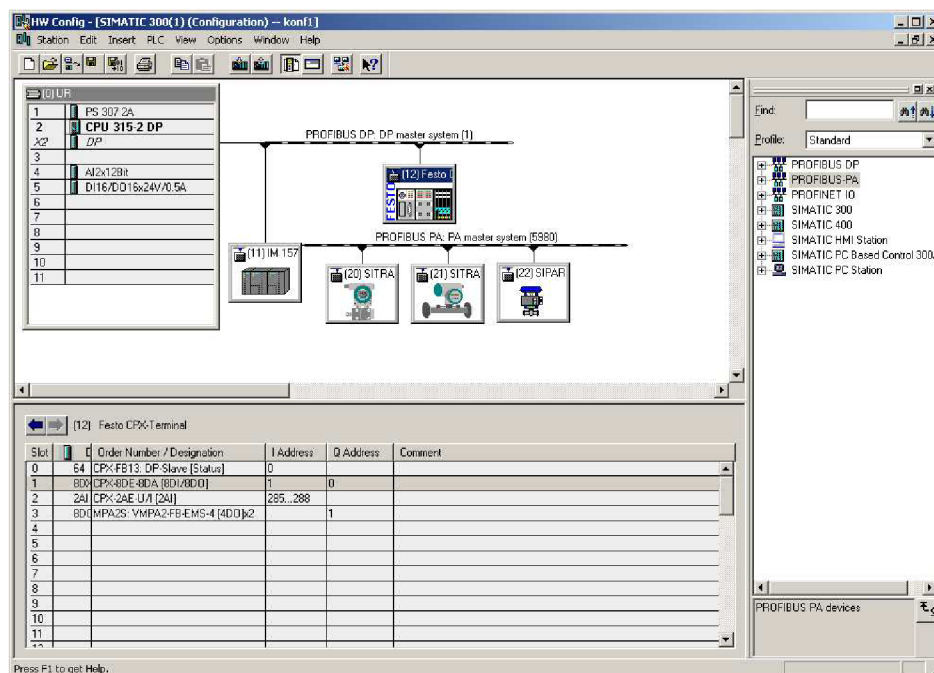 HW Config - [SIMATIC 300(1) (Configuration) -- konf1]
Station Edit Insert PLC View Options Window Help
(0) UR
1 PS 307 2A
2 CPU 315-2 DP
X2 DP
3
4 AI2x12Bit
5 DI16/DO16x24V/0.5A
6
7
8
9
10
11
PROFIBUS DP: DP master system (1)
(12) Festo
FESTO
PROFIBUS PA: PA master system (5980)
(11) IM 157
(20) SITRA
(21) SITRA
(22) SIPAR
Find:
Profile: Standard
PROFIBUS DP
PROFIBUS-PA
PROFINET IO
SIMATIC 300
SIMATIC 400
SIMATIC HMI Station
SIMATIC PC Based Control 300
SIMATIC PC Station
PROFIBUS PA devices
(12) Festo CPX-Terminal
Slot D Order Number / Designation I Address Q Address Comment
0 64 CPX-FB13: DP-Slave [Status] 0
1 8DX CPX-8DE-8DA [8DI/8DO] 1 0
2 2AI CPX-2AE-U/I [2AI] 285...288
3 8DO MPA2S: VMPA2-FB-EMS-4 [4DO]x2 1
4
5
6
7
8
9
10
11
12
Press F1 to get Help.